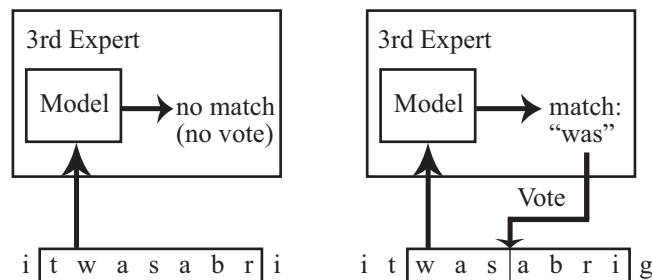 3rd Expert
Model
no match
(no vote)
i t w a s a b r i
3rd Expert
Model
match:
“was”
Vote
i t w a s a b r i g